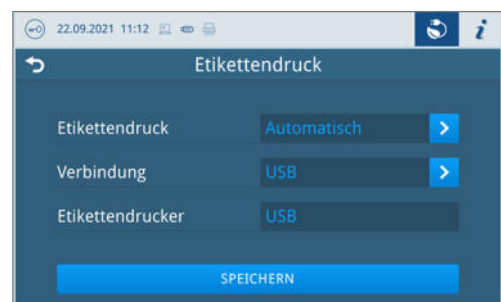 22.09.2021 11:12
Etikettendruck
Etikettendruck Automatisch
Verbindung USB
Etikettendrucker USB
SPEICHERN